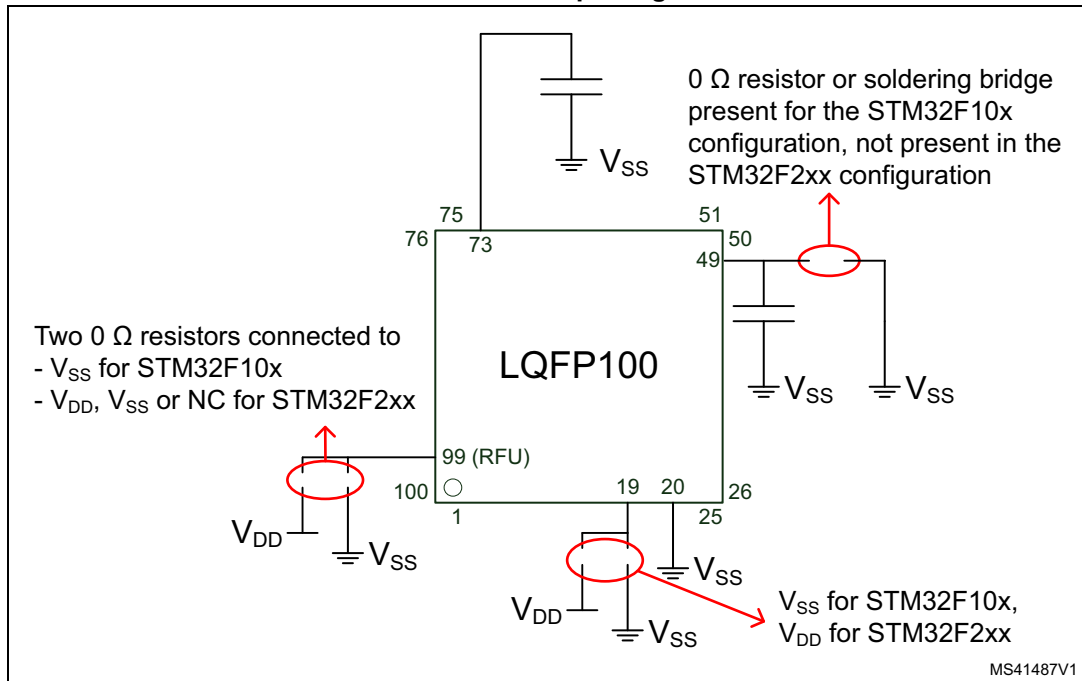 V_SS
0 Ω resistor or soldering bridge
present for the STM32F10x
configuration, not present in the
STM32F2xx configuration
75
51
76
73
50
49
Two 0 Ω resistors connected to
- V_SS for STM32F10x
- V_DD, V_SS or NC for STM32F2xx
LQFP100
V_SS
V_SS
99 (RFU)
100
19
20
26
1
25
V_DD
V_SS
V_SS
V_DD
V_SS
V_SS for STM32F10x,
V_DD for STM32F2xx
MS41487V1